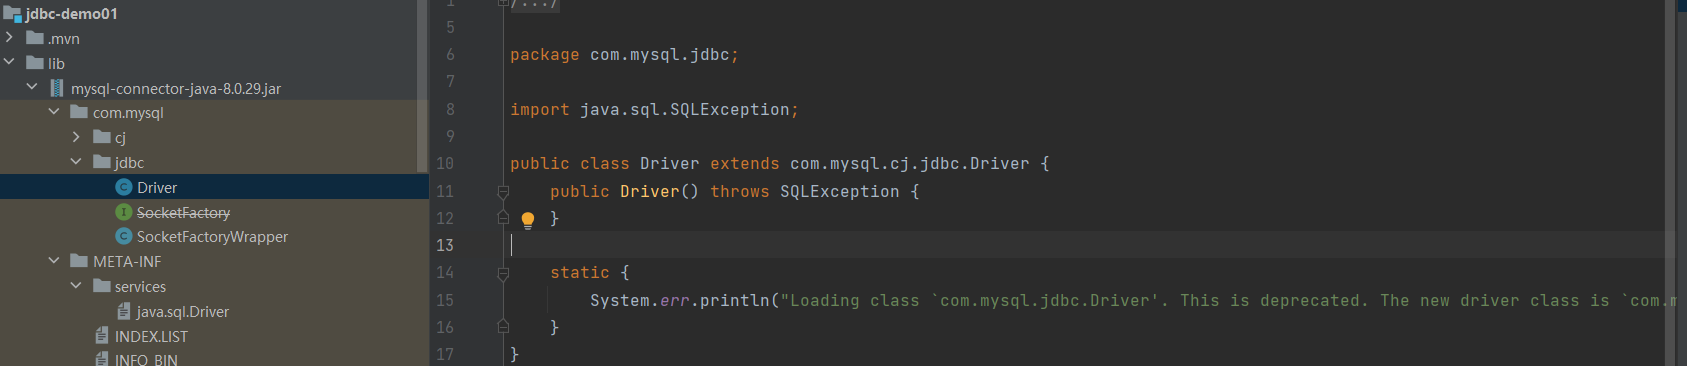 jdbc-demo01
.mvn
lib
mysql-connector-java-8.0.29.jar
com.mysql
cj
jdbc
Driver
SocketFactory
SocketFactoryWrapper
META-INF
services
java.sql.Driver
INDEX.LIST
INFO_BIN
1 /.../
5
6 package com.mysql.jdbc;
7
8 import java.sql.SQLException;
9
10 public class Driver extends com.mysql.cj.jdbc.Driver {
11 public Driver() throws SQLException {
12 }
13
14 static {
15 System.err.println("Loading class `com.mysql.jdbc.Driver'. This is deprecated. The new driver class is `com.m
16 }
17 }